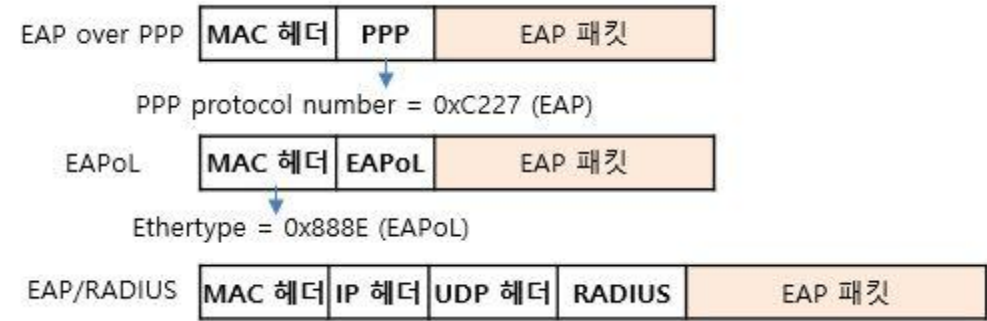 EAP over PPP MAC 헤더 PPP EAP 패킷
PPP protocol number = 0xC227 (EAP)
EAPoL MAC 헤더 EAPoL EAP 패킷
Ethertype = 0x888E (EAPoL)
EAP/RADIUS MAC 헤더 IP 헤더 UDP 헤더 RADIUS EAP 패킷